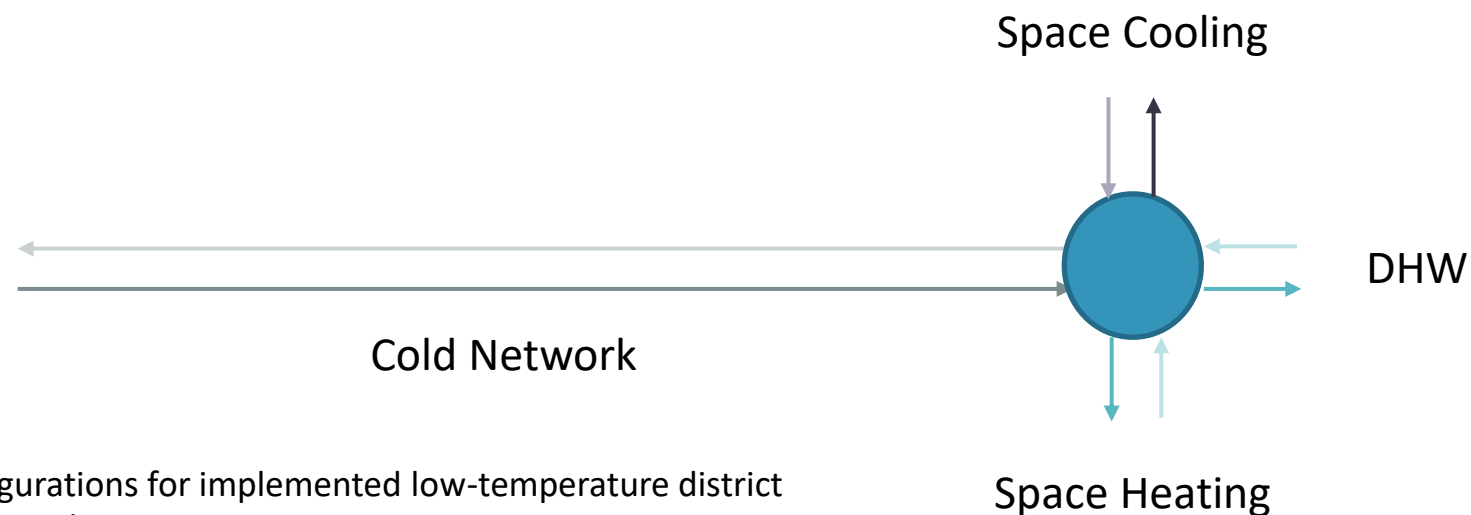 Space Cooling
DHW
Cold Network
gurations for implemented low-temperature district
Space Heating